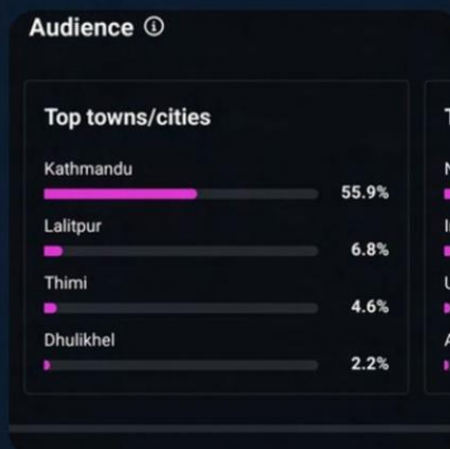 Audience
Top towns/cities
Kathmandu
55.9%
Lalitpur
6.8%
Thimi
4.6%
Dhulikhel
2.2%